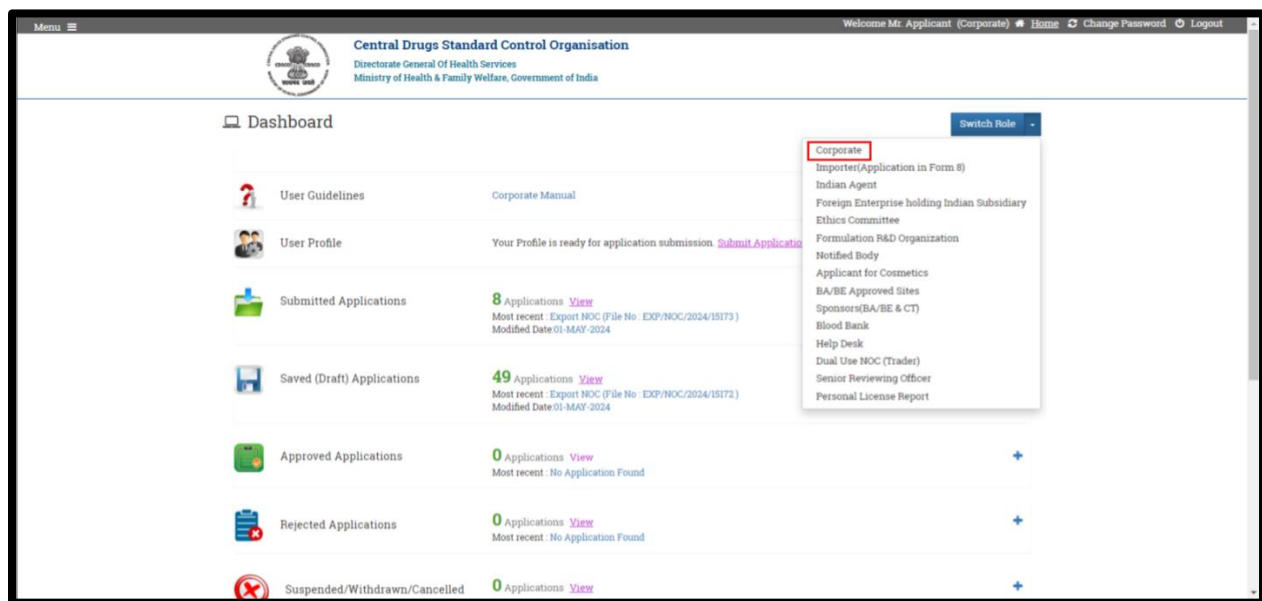 Menu
Welcome Mr. Applicant (Corporate) Home Change Password Logout
Central Drugs Standard Control Organisation
Directorate General Of Health Services
Ministry of Health & Family Welfare, Government of India
Dashboard
Switch Role
Corporate
Importer(Application in Form 8)
Indian Agent
Foreign Enterprise holding Indian Subsidiary
Ethics Committee
Formulation R&D Organization
Notified Body
Applicant for Cosmetics
BA/BE Approved Sites
Sponsors(BA/BE & CT)
Blood Bank
Help Desk
Dual Use NOC (Trader)
Senior Reviewing Officer
Personal License Report
User Guidelines
Corporate Manual
User Profile
Your Profile is ready for application submission. Submit Applicatio
Submitted Applications
8 Applications View
Most recent : Export NOC (File No : EXP/NOC/2024/15173 )
Modified Date:01-MAY-2024
Saved (Draft) Applications
49 Applications View
Most recent : Export NOC (File No : EXP/NOC/2024/15172 )
Modified Date:01-MAY-2024
Approved Applications
0 Applications View
Most recent : No Application Found
Rejected Applications
0 Applications View
Most recent : No Application Found
Suspended/Withdrawn/Cancelled
0 Applications View